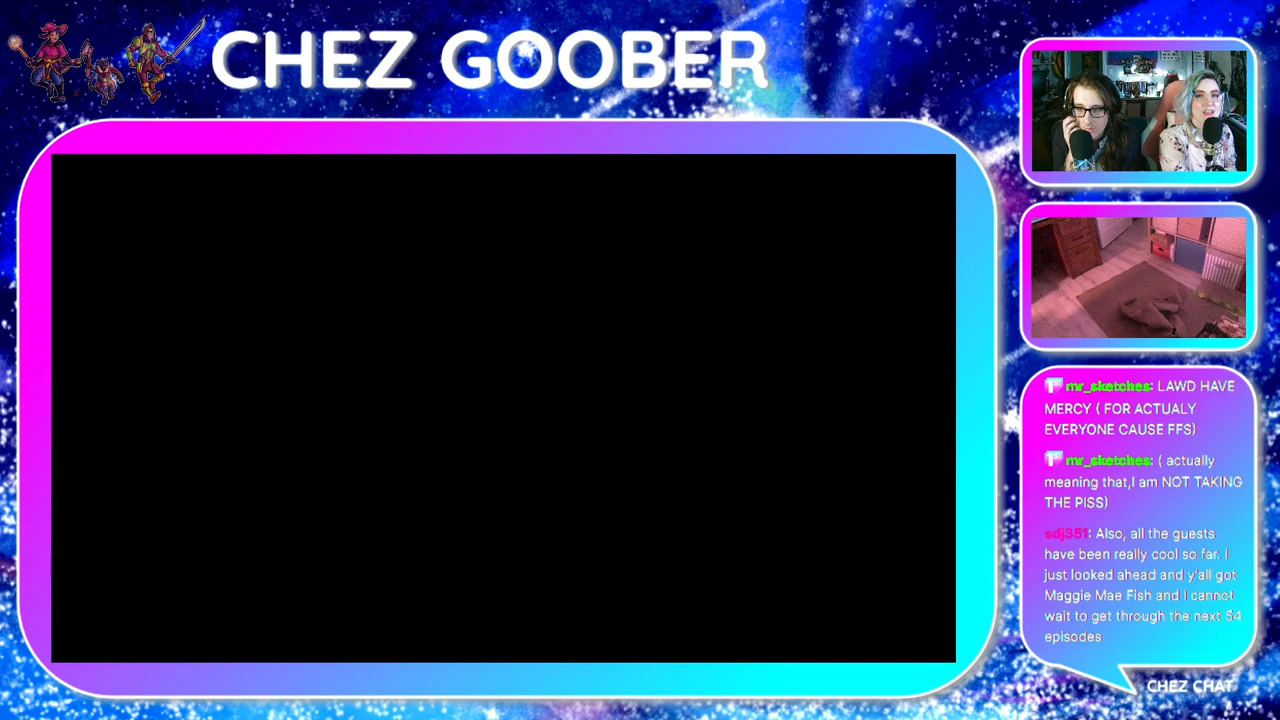 CHEZ GOOBER
mr_sketches: LAWD HAVE
MERCY ( FOR ACTUALY
EVERYONE CAUSE FFS)
mr_sketches: ( actually
meaning that,I am NOT TAKING
THE PISS)
sdj351: Also, all the guests
have been really cool so far. I
just looked ahead and y'all got
Maggie Mae Fish and I cannot
wait to get through the next 54
episodes
CHEZ CHAT